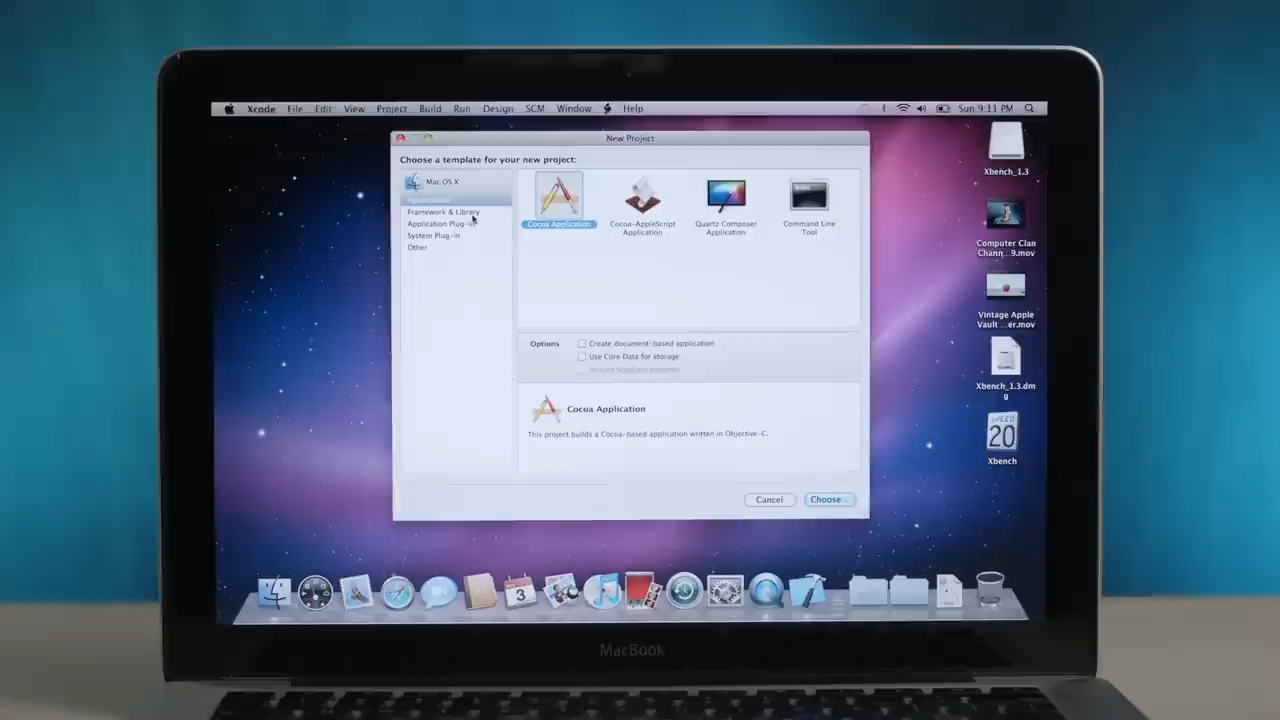 Xcode File Edit View Project Build Run Design SCM Window Help Sun 9:11 PM
New Project
Choose a template for your new project:
Mac OS X
Application
Framework & Library
Application Plug-in
System Plug-in
Other
Cocoa Application
Cocoa-AppleScript
Application
Quartz Composer
Application
Command Line
Tool
Options
Create document-based application
Use Core Data for storage
Include Spotlight Importer
Cocoa Application
This project builds a Cocoa-based application written in Objective-C.
Cancel
Choose...
Xbench_1.3
Computer Clan
Chann...9.mov
Vintage Apple
Vault ...er.mov
Xbench_1.3.dm
g
SPEED
20
Xbench
3
MacBook